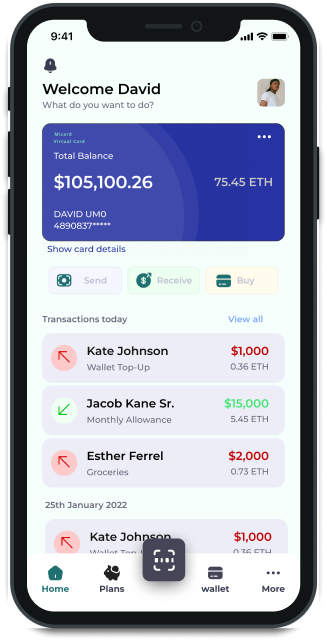 9:41
Welcome David
What do you want to do?
Micard
Virtual Card
Total Balance
$105,100.26 75.45 ETH
DAVID UM0
4890837*****
Show card details
Send Receive Buy
Transactions today View all
Kate Johnson $1,000
Wallet Top-Up 0.36 ETH
Jacob Kane Sr. $15,000
Monthly Allowance 5.45 ETH
Esther Ferrel $2,000
Groceries 0.73 ETH
25th January 2022
Kate Johnson $1,000
Wallet Top- 0.36 ETH
Home Plans wallet More